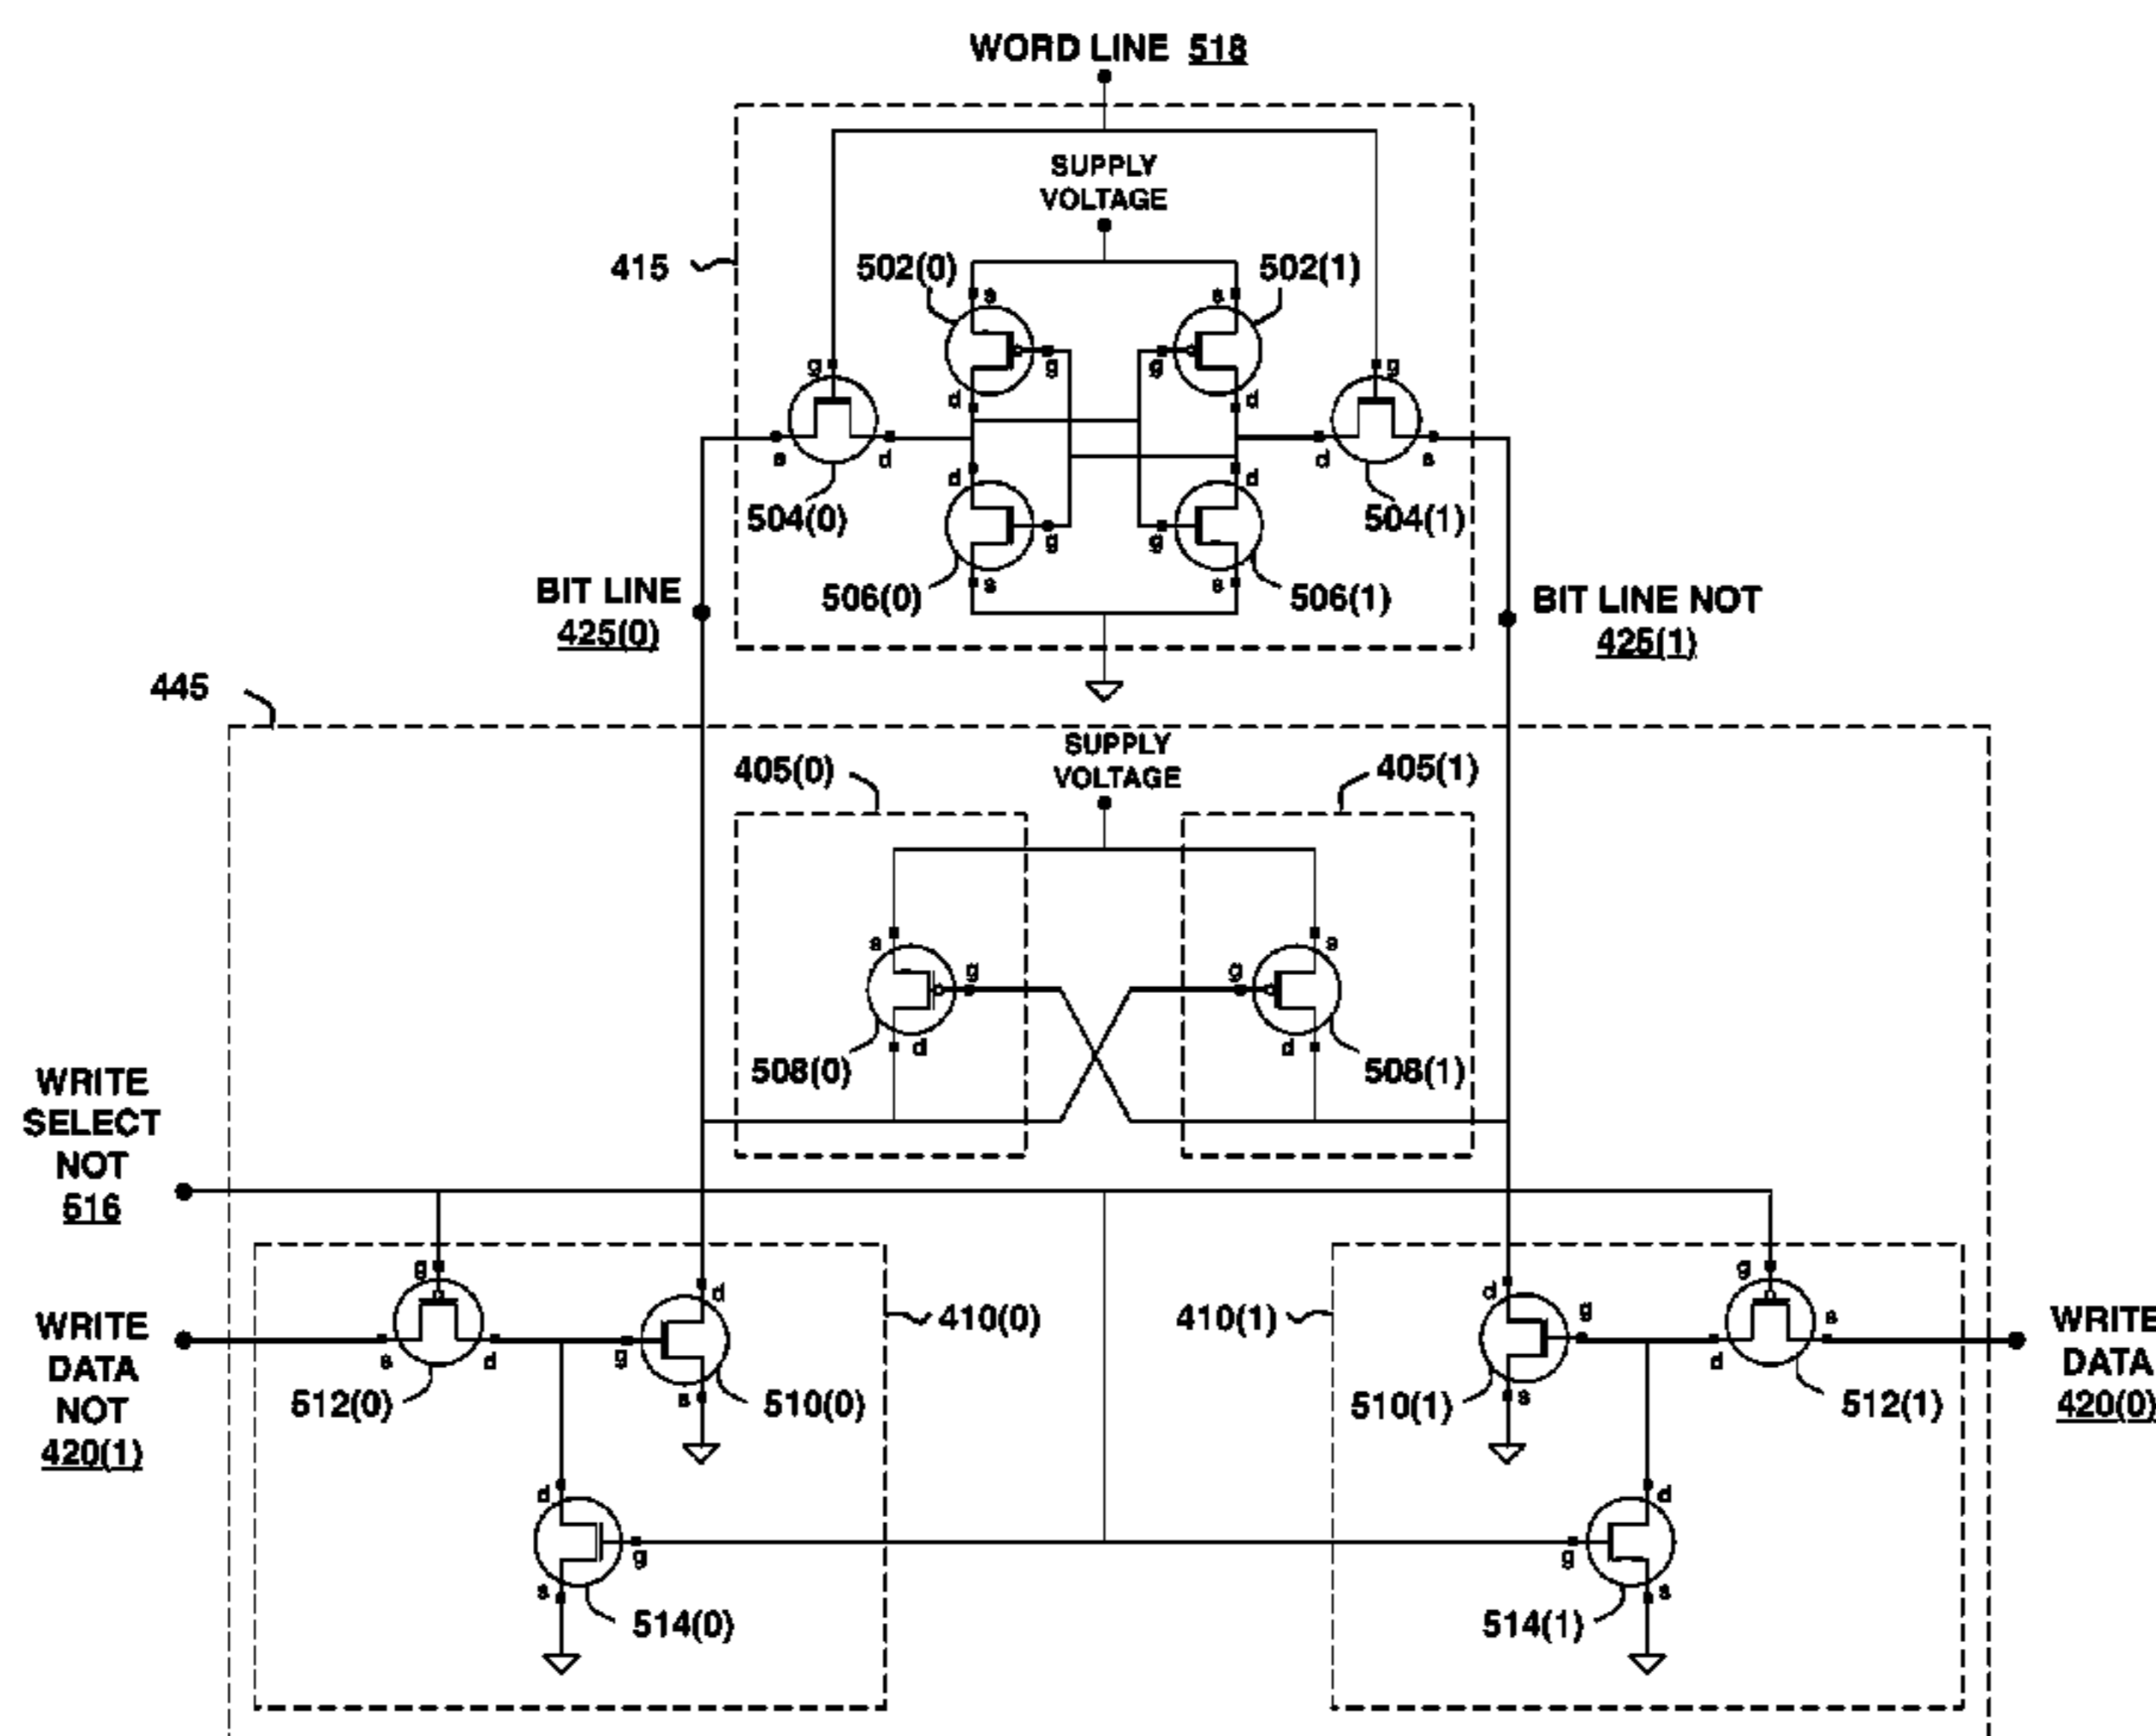 WORD LINE 518
SUPPLY
VOLTAGE
415
502(0)
502(1)
s
s
g
g
g
g
d
d
s
d
d
s
d
d
504(0)
504(1)
g
g
506(0)
s
s
506(1)
BIT LINE
425(0)
BIT LINE NOT
425(1)
445
SUPPLY
VOLTAGE
405(0)
405(1)
s
s
g
g
508(0)
d
d
508(1)
WRITE
SELECT
NOT
516
g
d
d
g
g
s
410(0)
410(1)
WRITE
DATA
NOT
420(1)
s
d
g
d
512(0)
s
510(0)
510(1)
s
512(1)
WRITE
DATA
420(0)
d
d
g
g
s
s
514(0)
514(1)